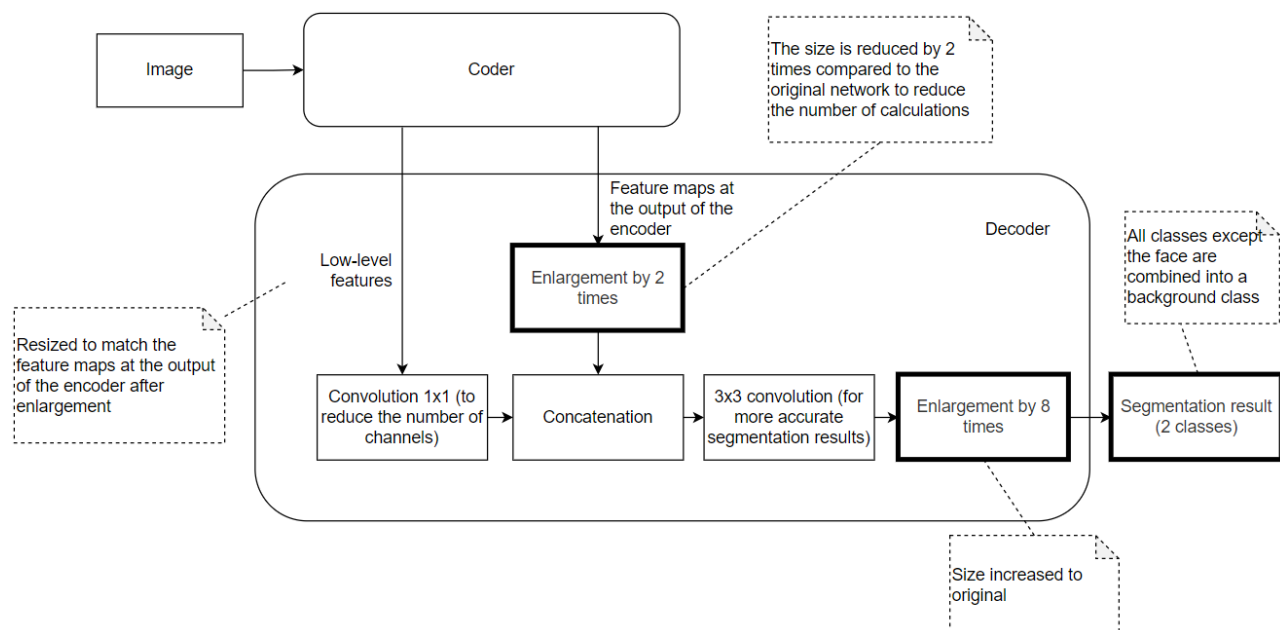 Image
Coder
The size is reduced by 2
times compared to the
original network to reduce
the number of calculations
Feature maps at
the output of the
encoder
Decoder
All classes except
the face are
combined into a
background class
Low-level
features
Enlargement by 2
times
Resized to match the
feature maps at the output
of the encoder after
enlargement
Convolution 1x1 (to
reduce the number of
channels)
Concatenation
3x3 convolution (for
more accurate
segmentation results)
Enlargement by 8
times
Segmentation result
(2 classes)
Size increased to
original